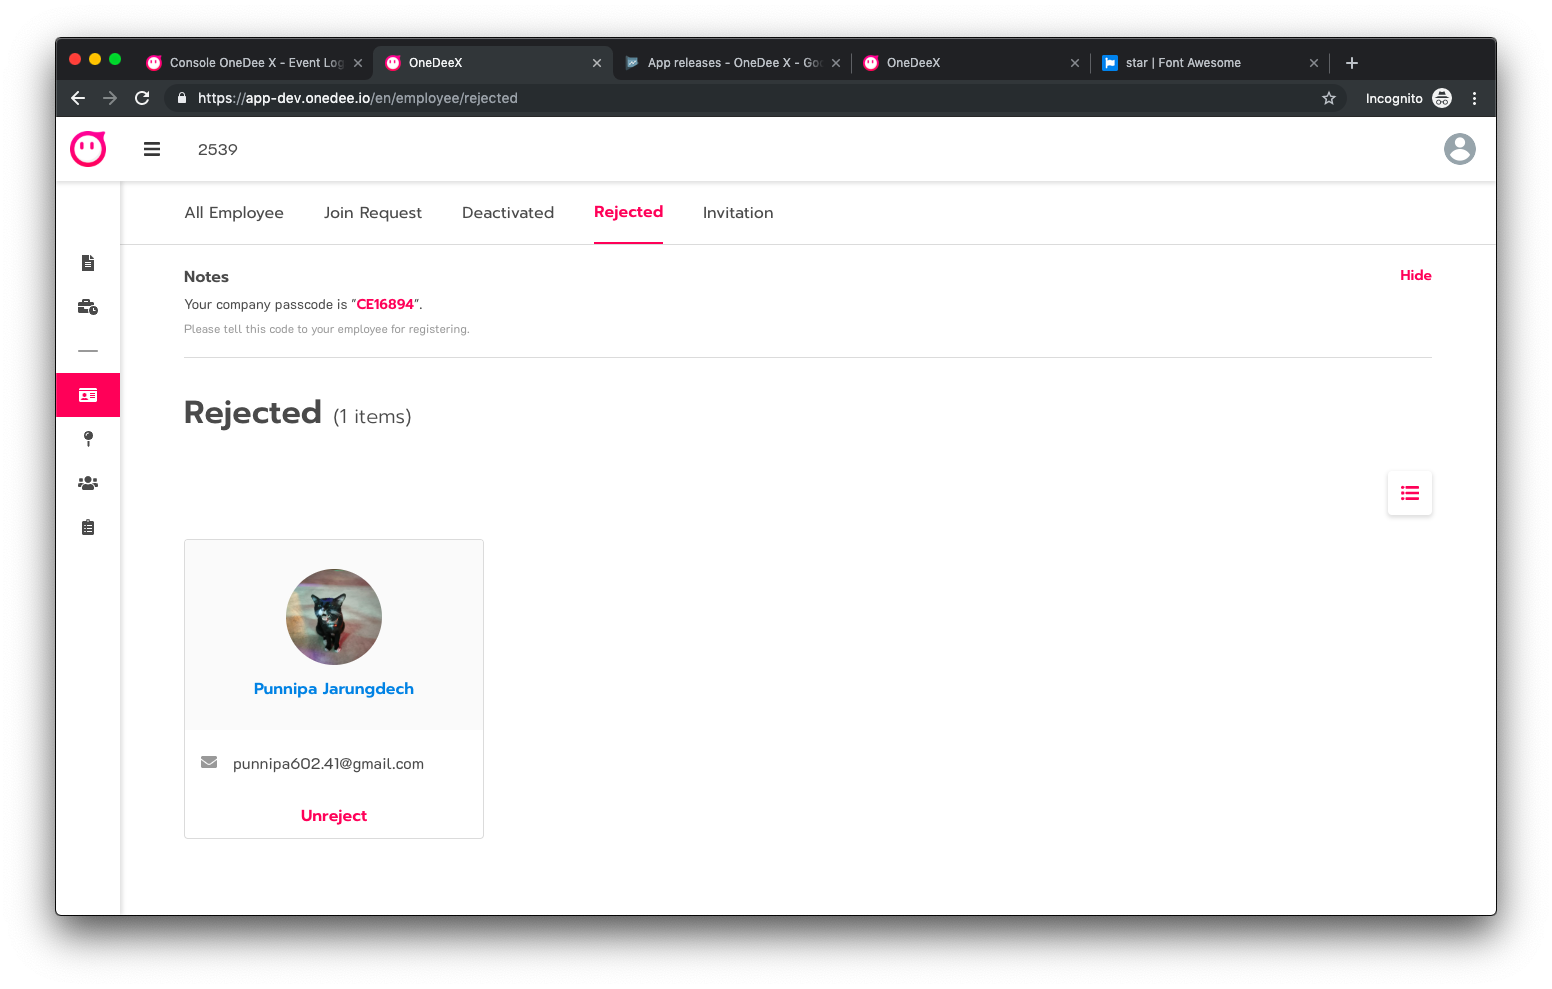 Console OneDee X - Event Log
OneDeeX
App releases - OneDee X - Goo
OneDeeX
star | Font Awesome
https://app-dev.onedee.io/en/employee/rejected
Incognito
2539
All Employee
Join Request
Deactivated
Rejected
Invitation
Notes
Hide
Your company passcode is "CE16894".
Please tell this code to your employee for registering.
Rejected (1 items)
Punnipa Jarungdech
punnipa602.41@gmail.com
Unreject